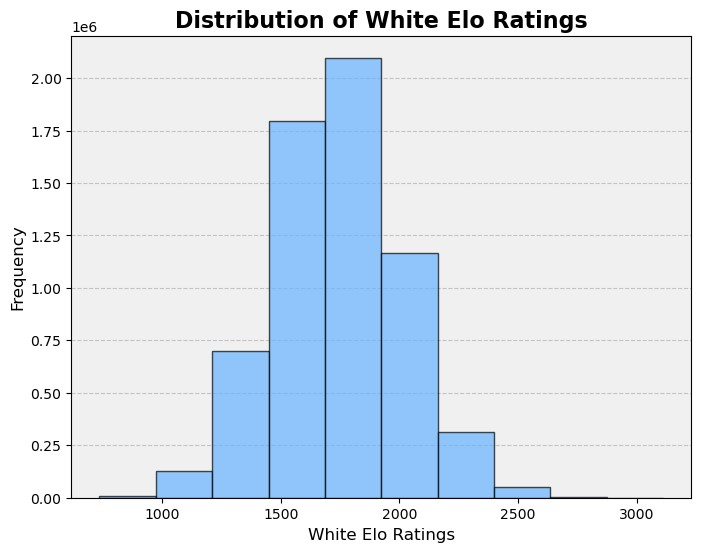 Distribution of White Elo Ratings
1e6
2.00
1.75
1.50
1.25
1.00
0.75
0.50
0.25
0.00
Frequency
1000 1500 2000 2500 3000
White Elo Ratings